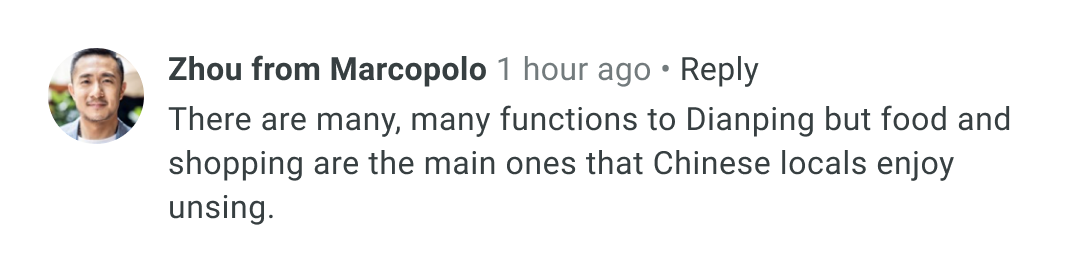 Zhou from Marcopolo 1 hour ago • Reply
There are many, many functions to Dianping but food and
shopping are the main ones that Chinese locals enjoy
unsing.